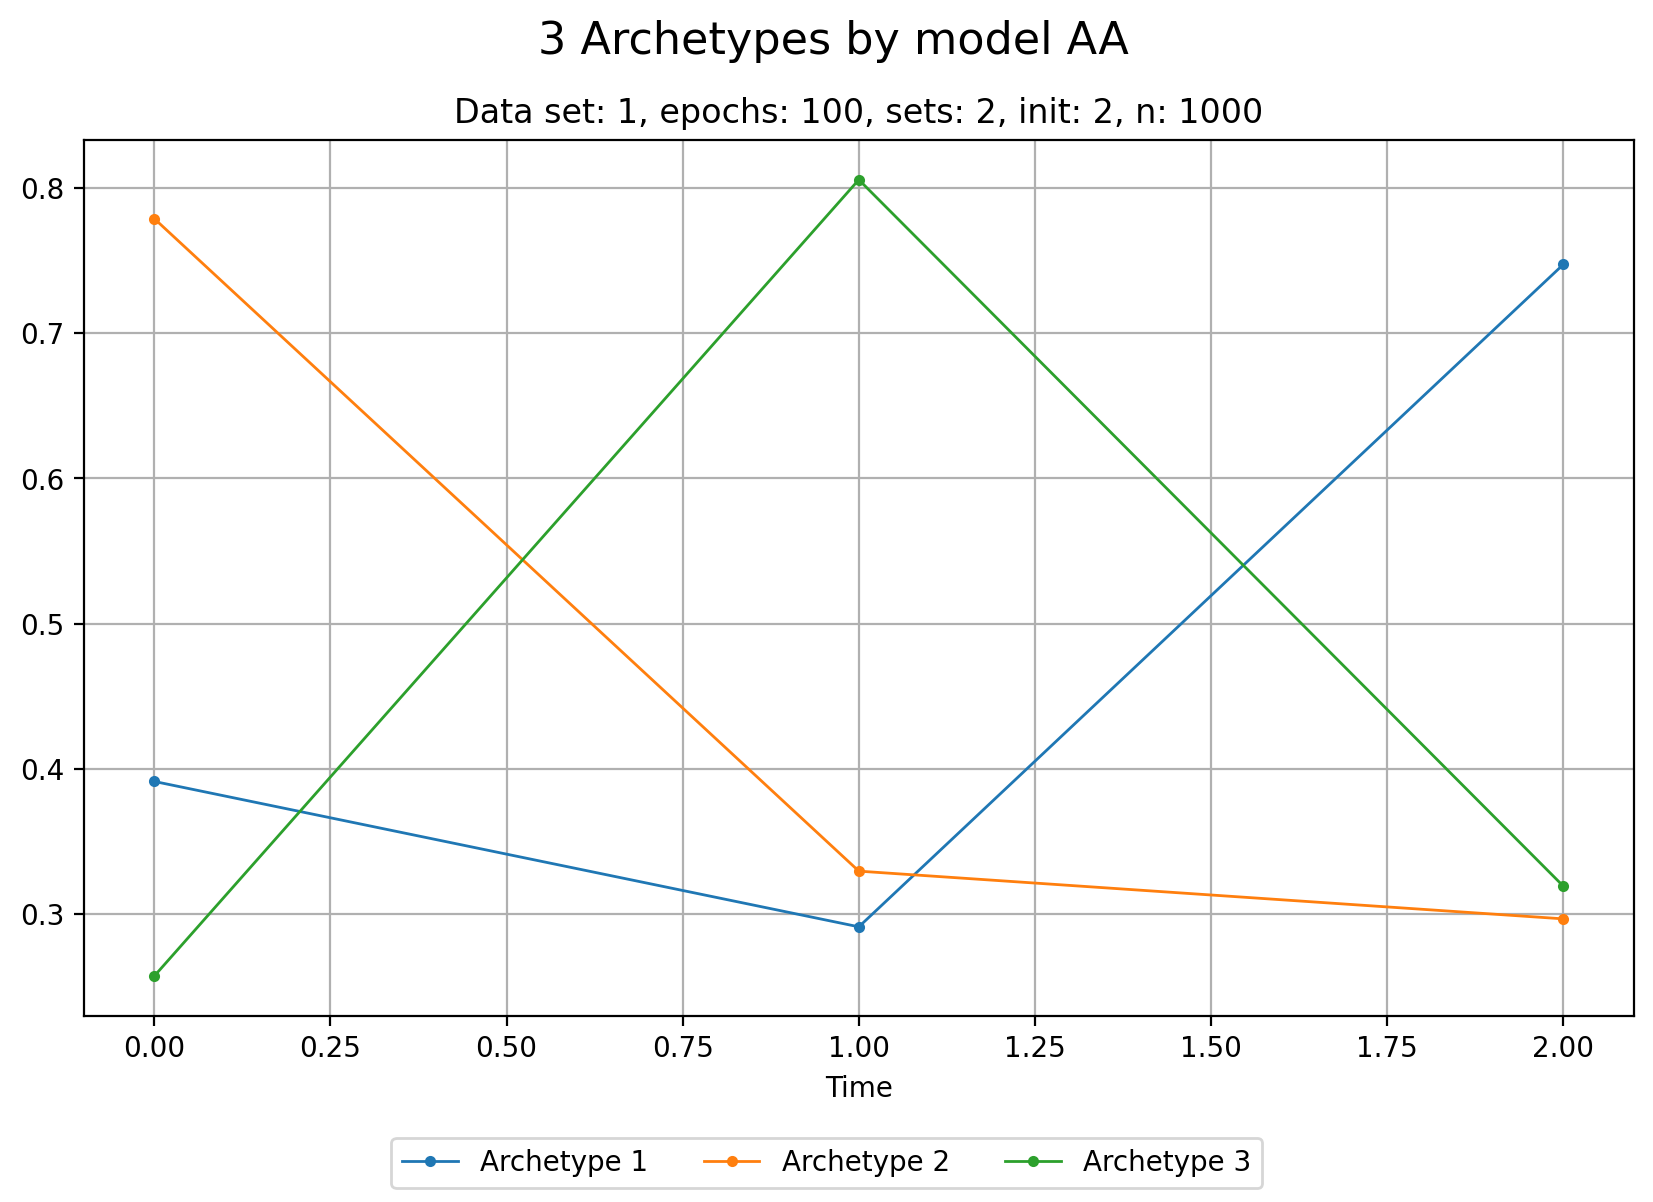 3 Archetypes by model AA
Data set: 1, epochs: 100, sets: 2, init: 2, n: 1000
0.8
0.7
0.6
0.5
0.4
0.3
0.00 0.25 0.50 0.75 1.00 1.25 1.50 1.75 2.00
Time
Archetype 1 Archetype 2 Archetype 3